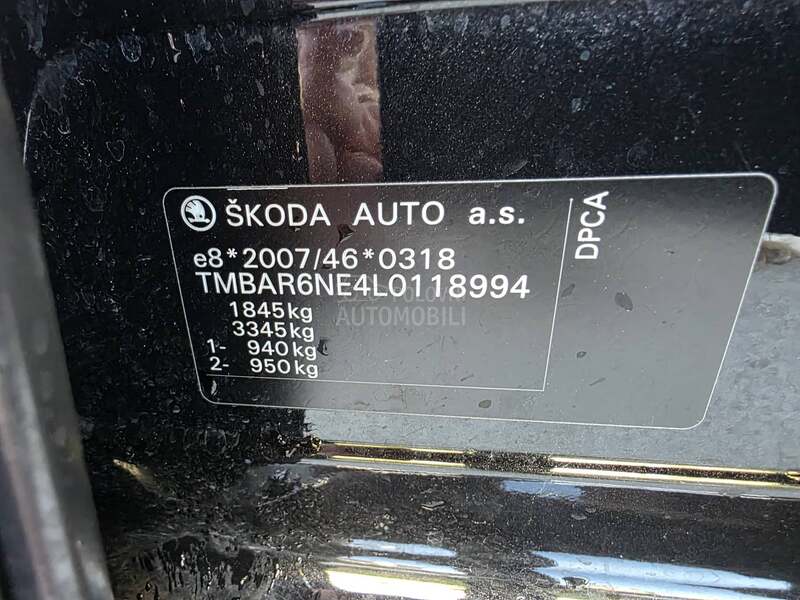 ŠKODA AUTO a.s.
e8*2007/46*0318
TMBAR6NE4L0118994
1845kg
3345kg
1- 940kg
2- 950kg
DPCA
AUTOMOBILI